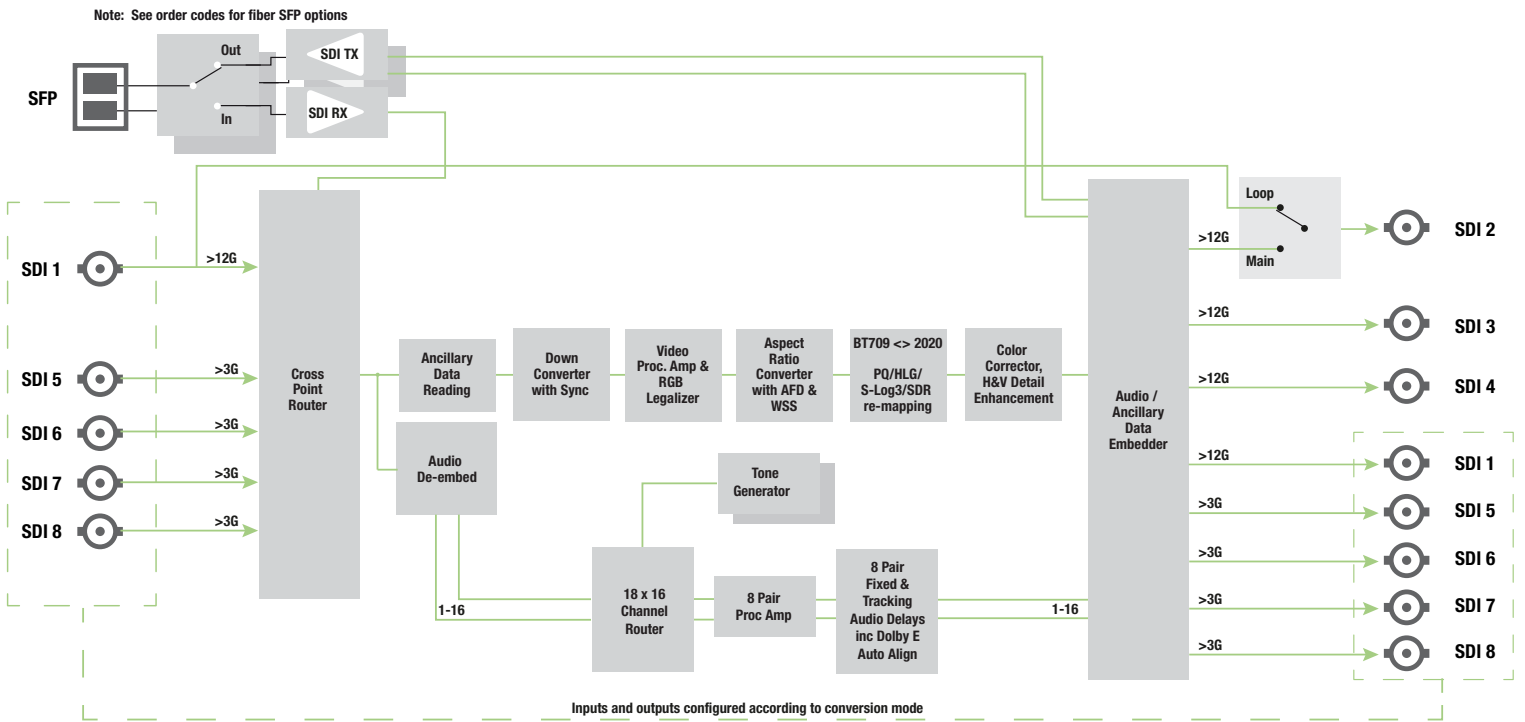 Note: See order codes for fiber SFP options
SFP
Out
In
SDI TX
SDI RX
SDI 1
SDI 5
SDI 6
SDI 7
SDI 8
>12G
>3G
>3G
>3G
>3G
Cross
Point
Router
Ancillary
Data
Reading
Down
Converter
with Sync
Video
Proc. Amp &
RGB
Legalizer
Aspect
Ratio
Converter
with AFD &
WSS
BT709 <> 2020
PQ/HLG/
S-Log3/SDR
re-mapping
Color
Corrector,
H&V Detail
Enhancement
Audio
De-embed
Tone
Generator
1-16
18 x 16
Channel
Router
8 Pair
Proc Amp
8 Pair
Fixed &
Tracking
Audio Delays
inc Dolby E
Auto Align
1-16
Audio /
Ancillary
Data
Embedder
Loop
Main
>12G
>12G
>12G
>12G
>3G
>3G
>3G
>3G
SDI 2
SDI 3
SDI 4
SDI 1
SDI 5
SDI 6
SDI 7
SDI 8
Inputs and outputs configured according to conversion mode